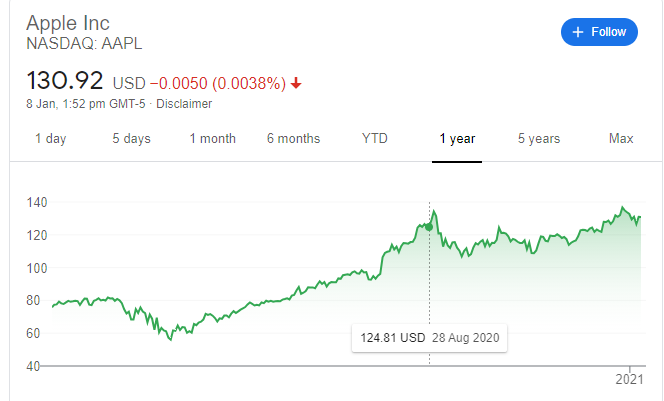 Apple Inc
NASDAQ: AAPL
+ Follow
130.92 USD −0.0050 (0.0038%) ↓
8 Jan, 1:52 pm GMT-5 · Disclaimer
1 day 5 days 1 month 6 months YTD 1 year 5 years Max
140
120
100
80
60
124.81 USD 28 Aug 2020
40
2021